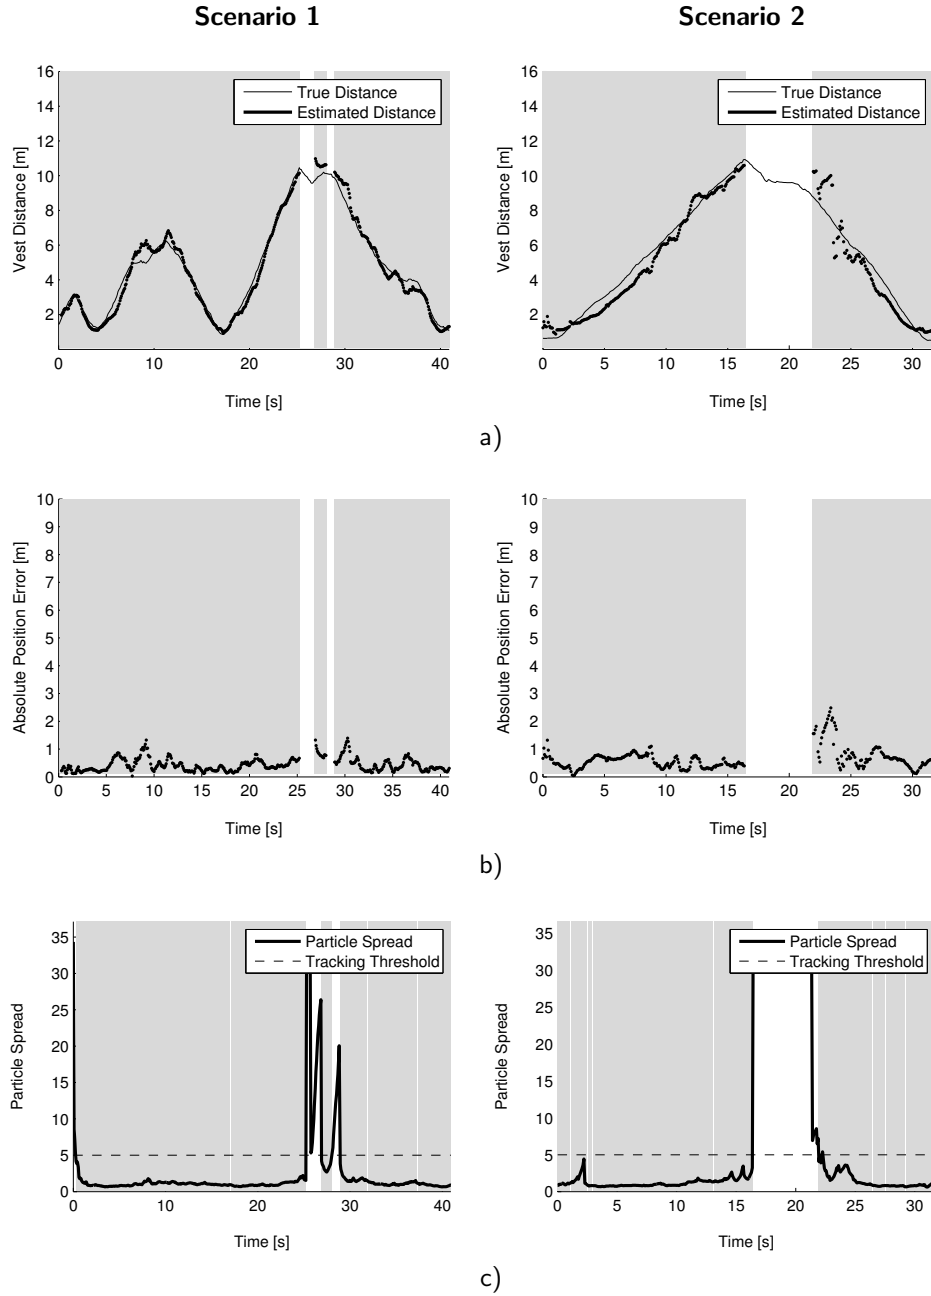 Scenario 1
Scenario 2
16
14
12
10
8
6
4
2
Vest Distance [m]
True Distance
Estimated Distance
0 10 20 30 40
Time [s]
16
14
12
10
8
6
4
2
Vest Distance [m]
True Distance
Estimated Distance
0 5 10 15 20 25 30
Time [s]
a)
10
9
8
7
6
5
4
3
2
1
0
Absolute Position Error [m]
0 5 10 15 20 25 30 35 40
Time [s]
10
9
8
7
6
5
4
3
2
1
0
Absolute Position Error [m]
0 5 10 15 20 25 30
Time [s]
b)
35
30
25
20
15
10
5
0
Particle Spread
Particle Spread
Tracking Threshold
0 10 20 30 40
Time [s]
35
30
25
20
15
10
5
0
Particle Spread
Particle Spread
Tracking Threshold
0 5 10 15 20 25 30
Time [s]
c)